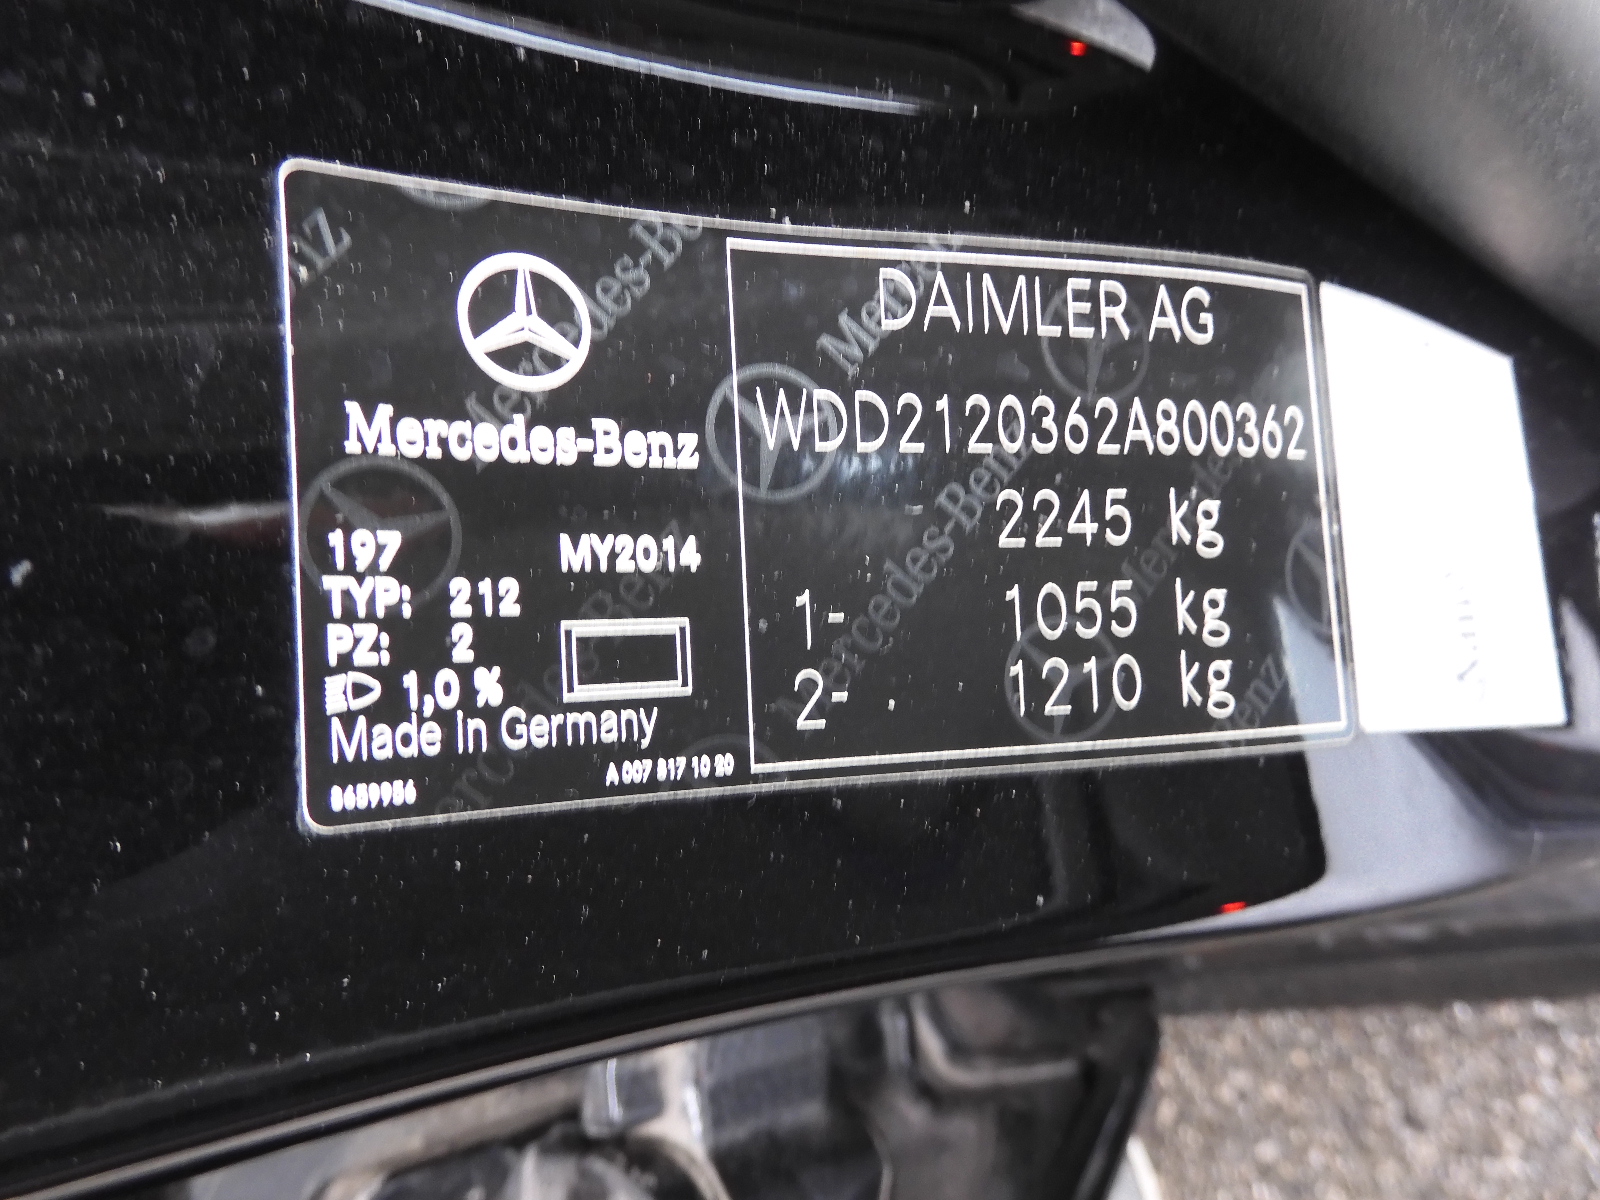 Mercedes-Benz
197 MY2014
TYP: 212
PZ: 2
1,0 %
Made in Germany
8659956
A 007 817 10 20
DAIMLER AG
WDD2120362A800362
- 2245 kg
1- 1055 kg
2- 1210 kg